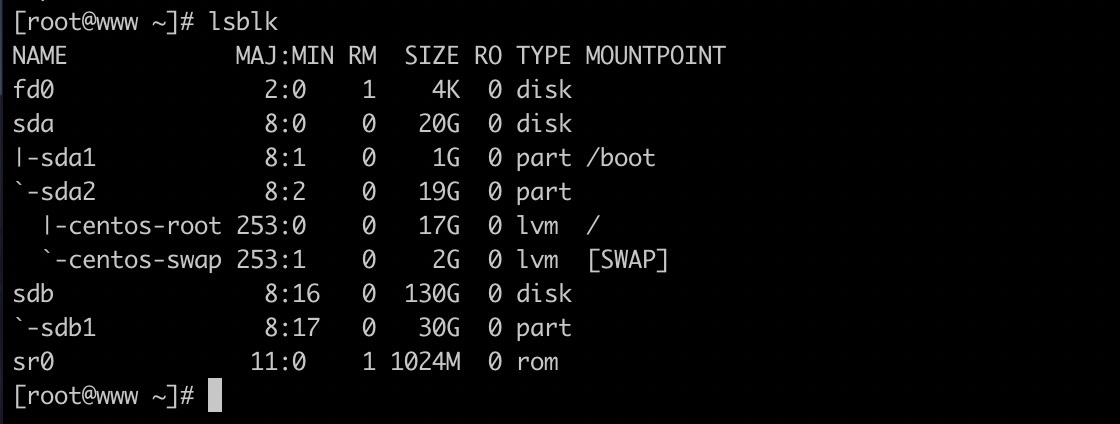 [root@www ~]# lsblk
NAME            MAJ:MIN RM   SIZE RO TYPE MOUNTPOINT
fd0               2:0    1     4K  0 disk
sda               8:0    0    20G  0 disk
|-sda1            8:1    0     1G  0 part /boot
`-sda2            8:2    0    19G  0 part
  |-centos-root 253:0    0    17G  0 lvm  /
  `-centos-swap 253:1    0     2G  0 lvm  [SWAP]
sdb               8:16   0   130G  0 disk
`-sdb1            8:17   0    30G  0 part
sr0              11:0    1  1024M  0 rom
[root@www ~]#